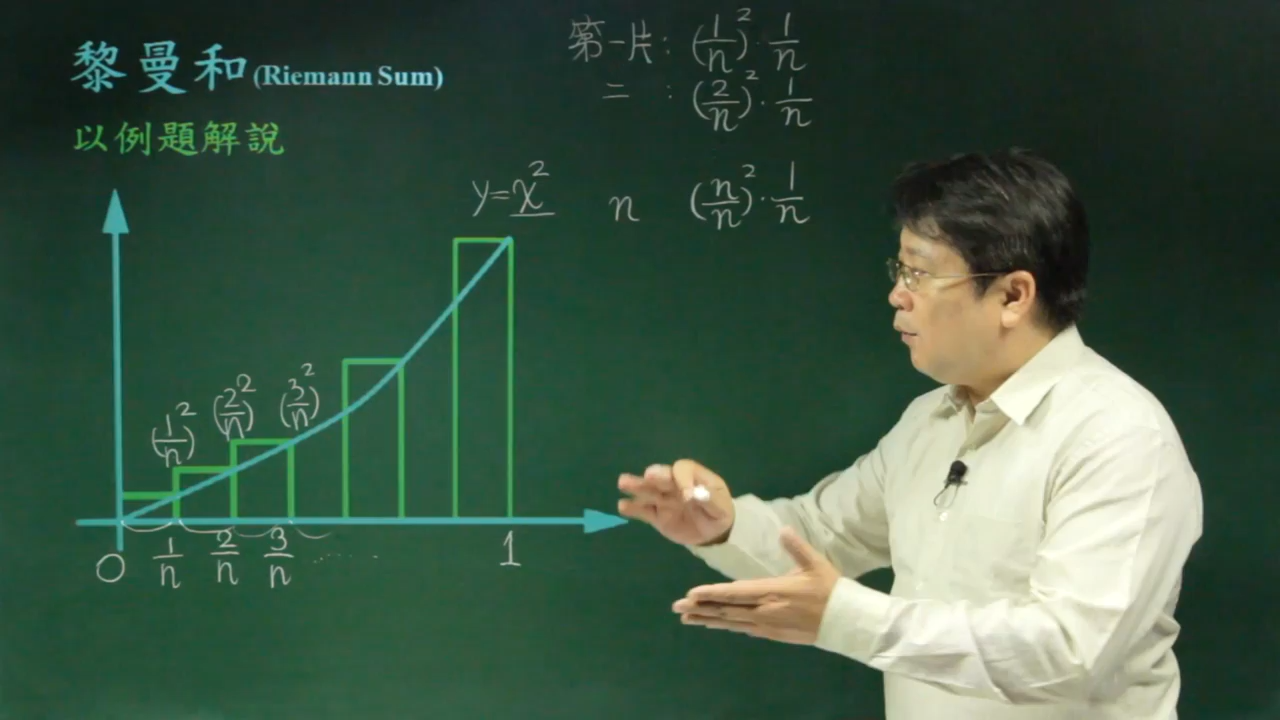 黎曼和(Riemann Sum)
以例題解說
第一片: (1/n)²·1/n
二 : (2/n)²·1/n
n (n/n)²·1/n
y=x²
(1/n)² (2/n)² (3/n)²
0 1/n 2/n 3/n ...... 1